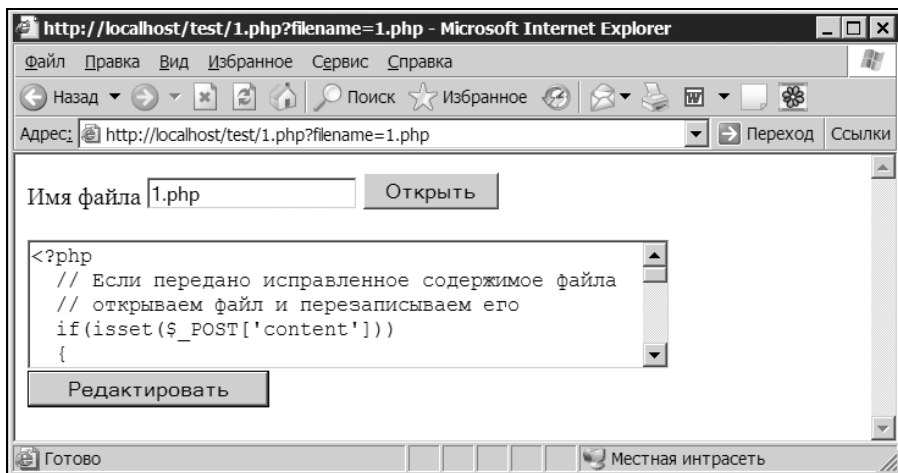 http://localhost/test/1.php?filename=1.php - Microsoft Internet Explorer
Файл Правка Вид Избранное Сервис Справка
Назад Поиск Избранное
Адрес: http://localhost/test/1.php?filename=1.php Переход Ссылки
Имя файла 1.php Открыть
<?php
// Если передано исправленное содержимое файла
// открываем файл и перезаписываем его
if(isset($_POST['content']))
{
Редактировать
Готово Местная интрасеть